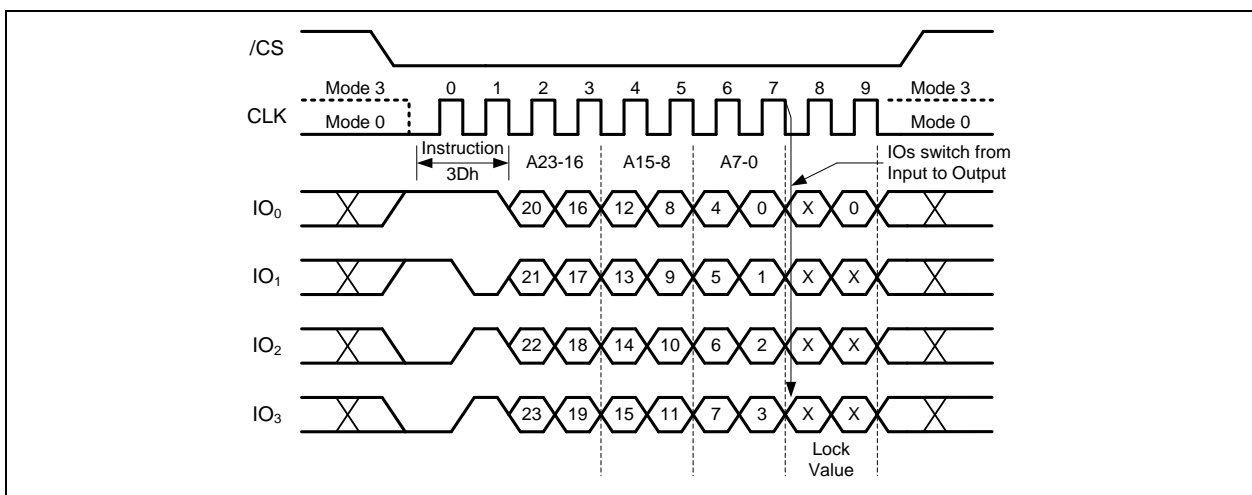 /CS
Mode 3 0 1 2 3 4 5 6 7 8 9 Mode 3
CLK
Mode 0 Mode 0
Instruction A23-16 A15-8 A7-0 IOs switch from
3Dh Input to Output
IO₀ 20 16 12 8 4 0 X 0
IO₁ 21 17 13 9 5 1 X X
IO₂ 22 18 14 10 6 2 X X
IO₃ 23 19 15 11 7 3 X X
Lock
Value